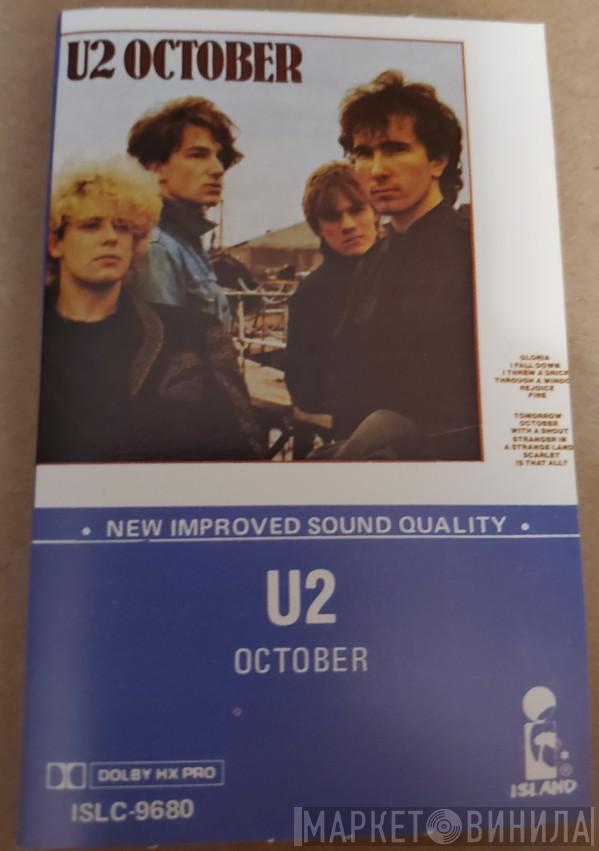 U2 OCTOBER
GLORIA
I FALL DOWN
I THREW A BRICK
THROUGH A WINDO
REJOICE
FIRE
TOMORROW
OCTOBER
WITH A SHOUT
STRANGER IN
A STRANGE LAND
SCARLET
IS THAT ALL?
• NEW IMPROVED SOUND QUALITY •
U2
OCTOBER
DOLBY HX PRO
ISLC-9680
ISLAND
®
МАРКЕТ ВИНИЛА